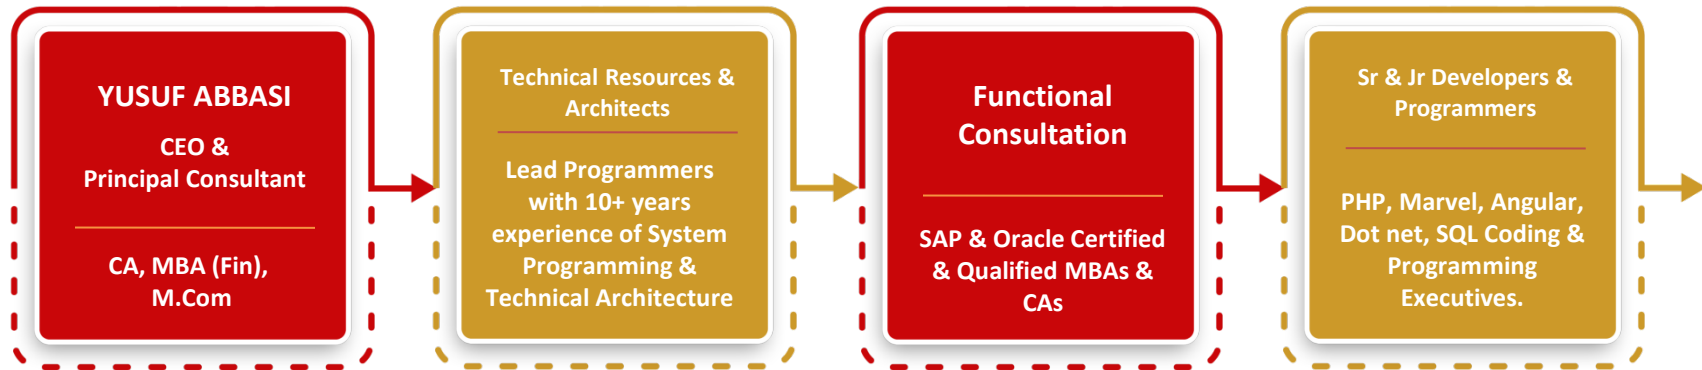 YUSUF ABBASI
CEO &
Principal Consultant
CA, MBA (Fin),
M.Com
Technical Resources &
Architects
Lead Programmers
with 10+ years
experience of System
Programming &
Technical Architecture
Functional
Consultation
SAP & Oracle Certified
& Qualified MBAs &
CAs
Sr & Jr Developers &
Programmers
PHP, Marvel, Angular,
Dot net, SQL Coding &
Programming
Executives.